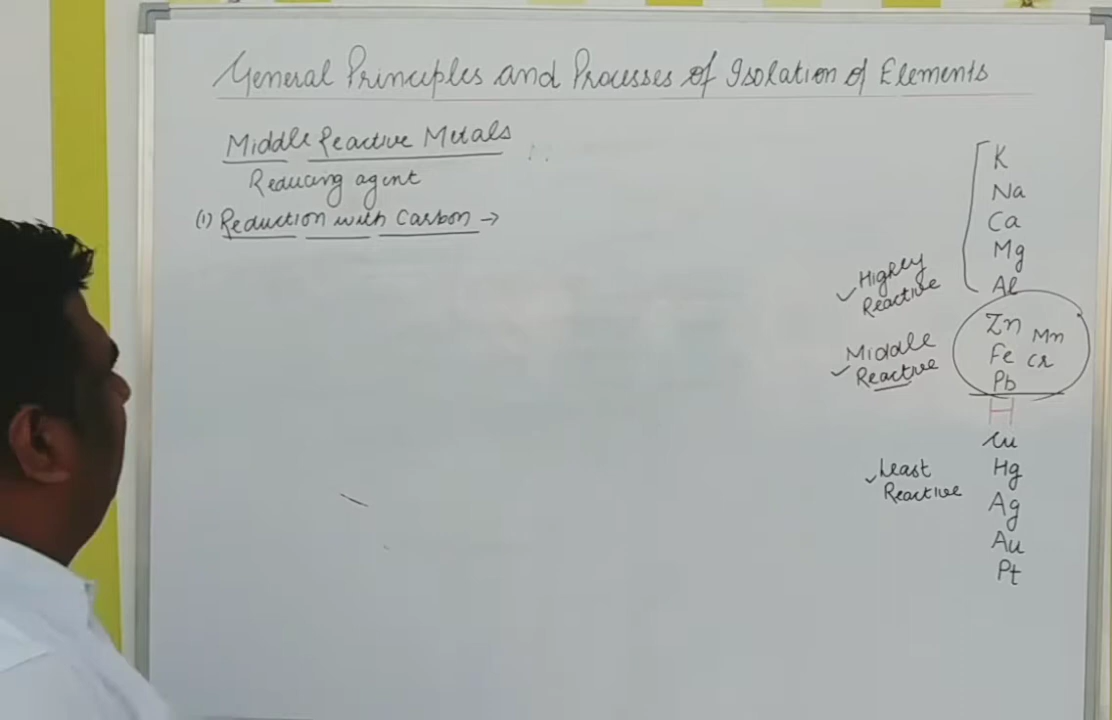 General Principles and Processes of Isolation of Elements
Middle Reactive Metals
Reducing agent
(1) Reduction with Carbon →
K
Na
Ca
Mg
Al
Highly
Reactive
Zn Mn
Fe Cr
Pb
Middle
Reactive
H
Cu
Hg
Ag
Au
Pt
Least
Reactive